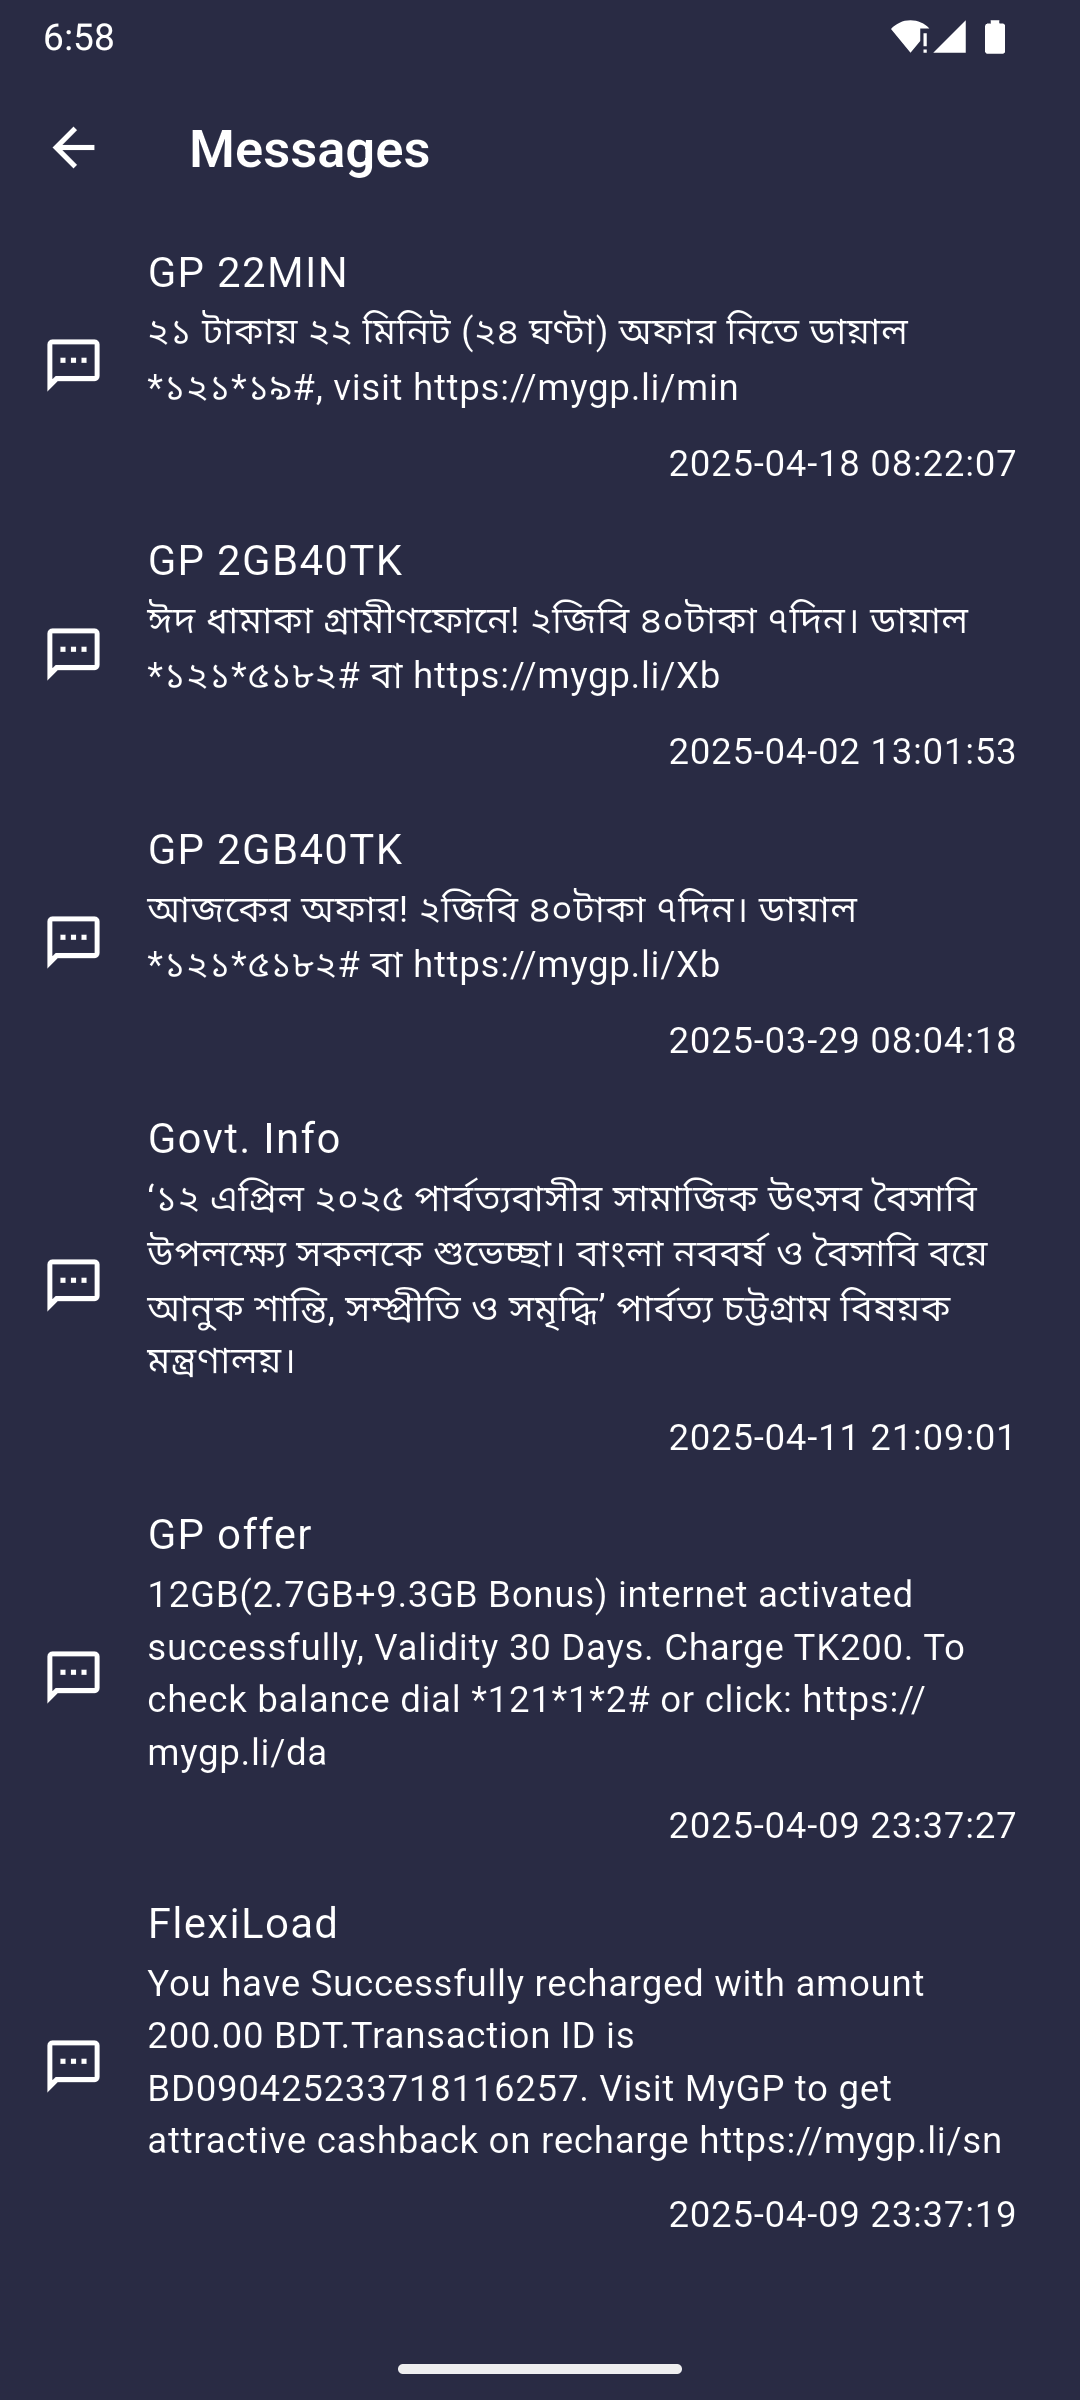 6:58
Messages
GP 22MIN
২১ টাকায় ২২ মিনিট (২৪ ঘণ্টা) অফার নিতে ডায়াল
*১২১*১৯#, visit https://mygp.li/min
2025-04-18 08:22:07
GP 2GB40TK
ঈদ ধামাকা গ্রামীণফোনে! ২জিবি ৪০টাকা ৭দিন। ডায়াল
*১২১*৫১৮২# বা https://mygp.li/Xb
2025-04-02 13:01:53
GP 2GB40TK
আজকের অফার! ২জিবি ৪০টাকা ৭দিন। ডায়াল
*১২১*৫১৮২# বা https://mygp.li/Xb
2025-03-29 08:04:18
Govt. Info
‘১২ এপ্রিল ২০২৫ পার্বত্যবাসীর সামাজিক উৎসব বৈসাবি
উপলক্ষ্যে সকলকে শুভেচ্ছা। বাংলা নববর্ষ ও বৈসাবি বয়ে
আনুক শান্তি, সম্প্রীতি ও সমৃদ্ধি’ পার্বত্য চট্টগ্রাম বিষয়ক
মন্ত্রণালয়।
2025-04-11 21:09:01
GP offer
12GB(2.7GB+9.3GB Bonus) internet activated
successfully, Validity 30 Days. Charge TK200. To
check balance dial *121*1*2# or click: https://
mygp.li/da
2025-04-09 23:37:27
FlexiLoad
You have Successfully recharged with amount
200.00 BDT.Transaction ID is
BD090425233718116257. Visit MyGP to get
attractive cashback on recharge https://mygp.li/sn
2025-04-09 23:37:19